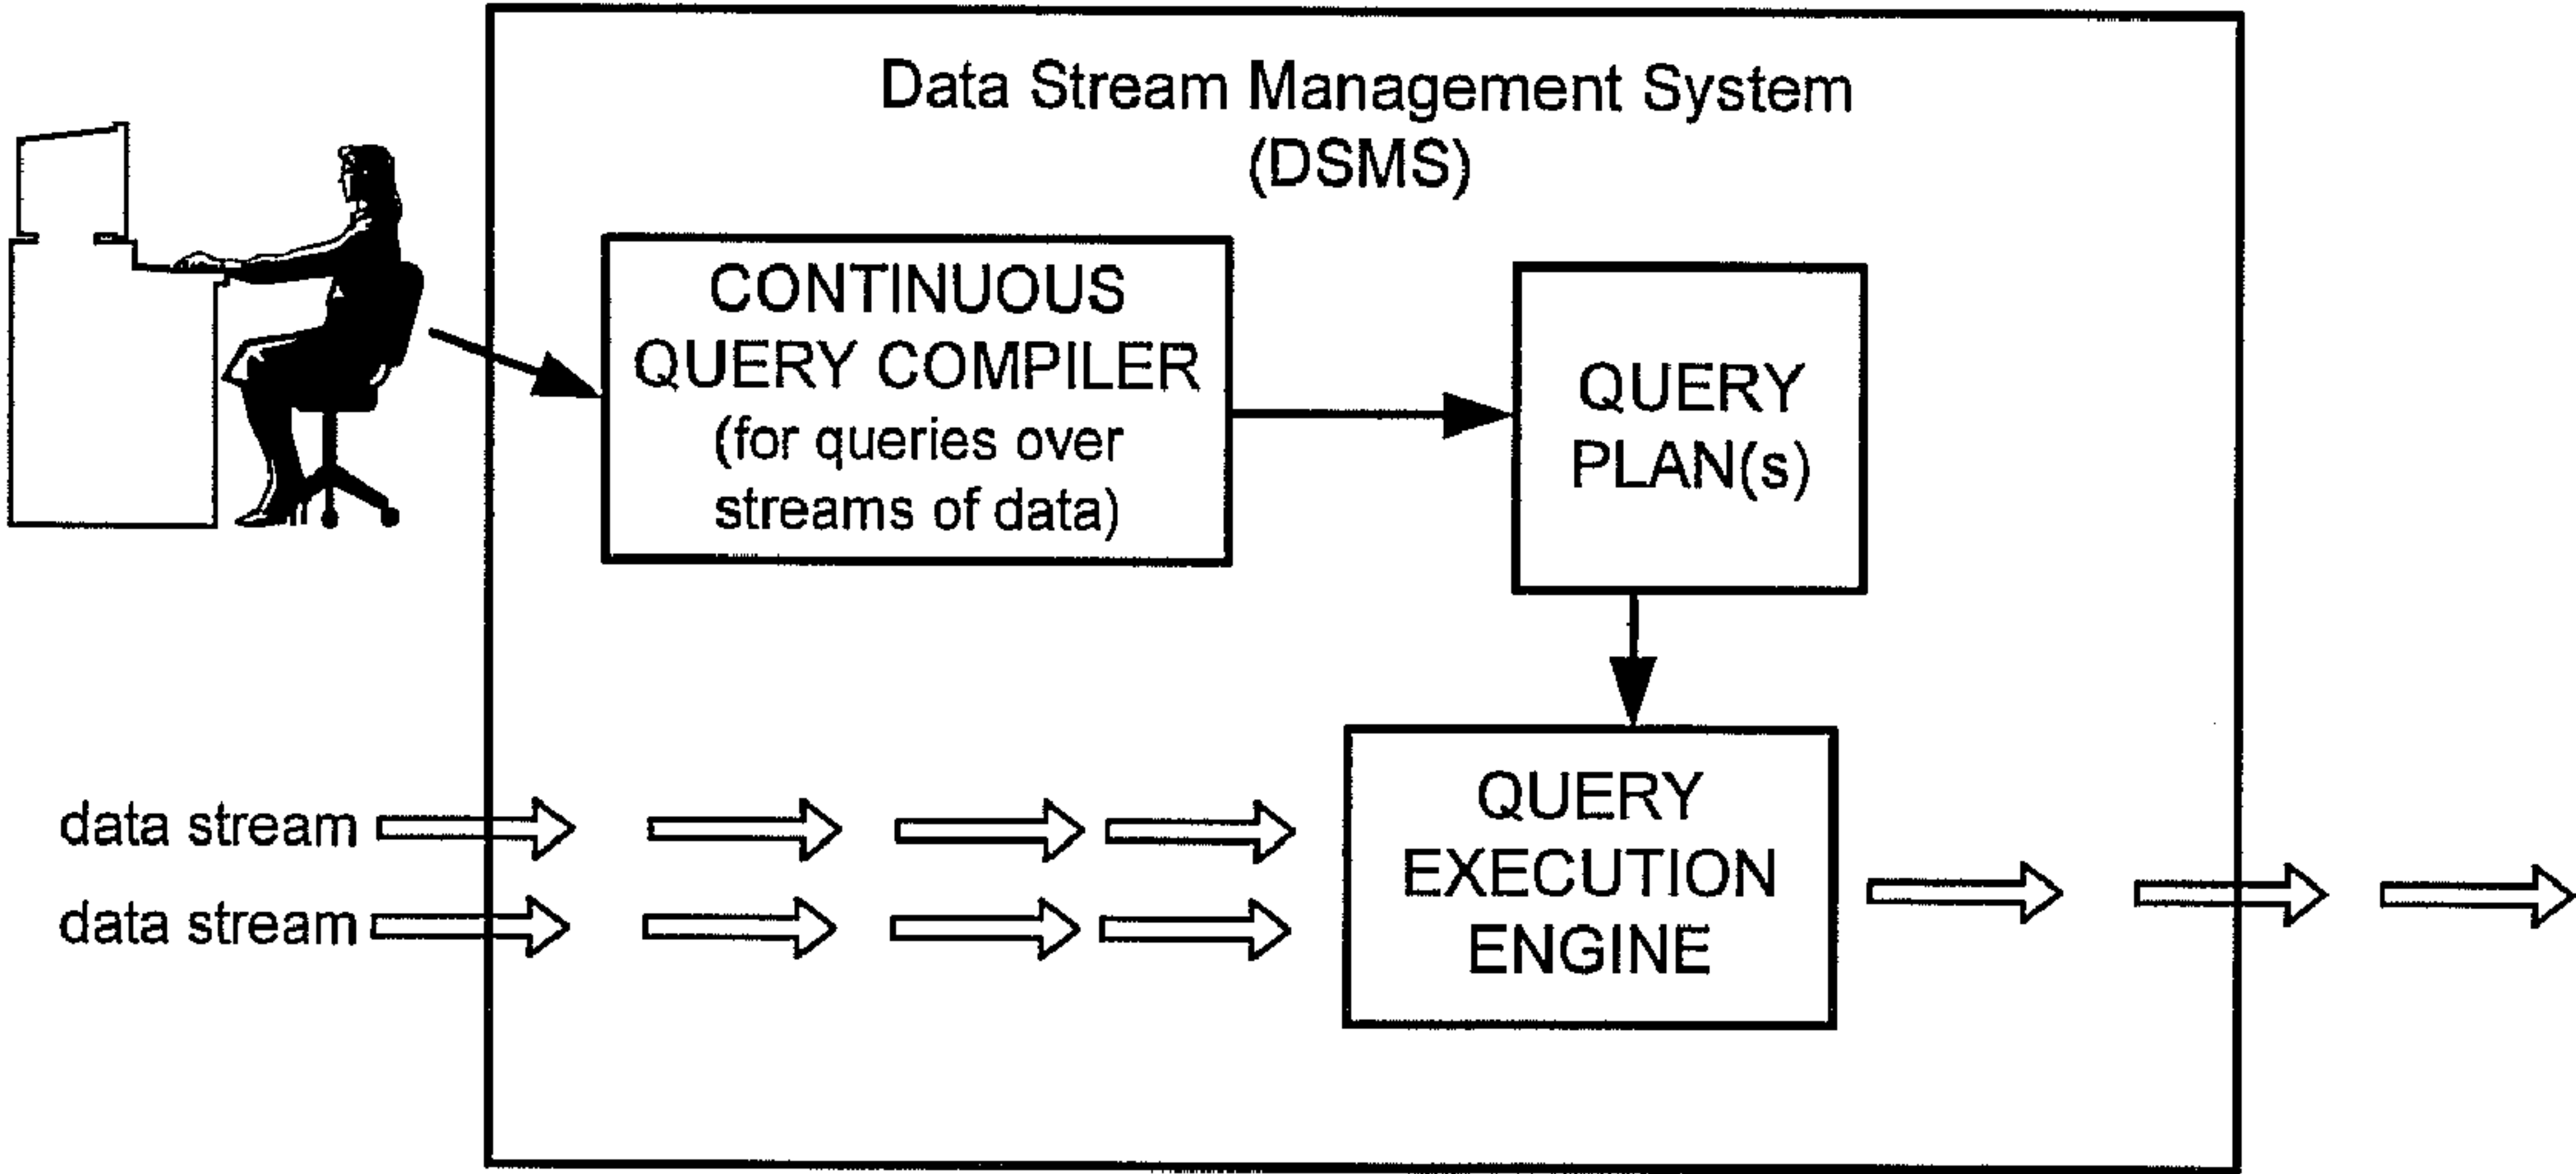 Data Stream Management System
(DSMS)
CONTINUOUS
QUERY COMPILER
(for queries over
streams of data)
QUERY
PLAN(s)
data stream
data stream
QUERY
EXECUTION
ENGINE